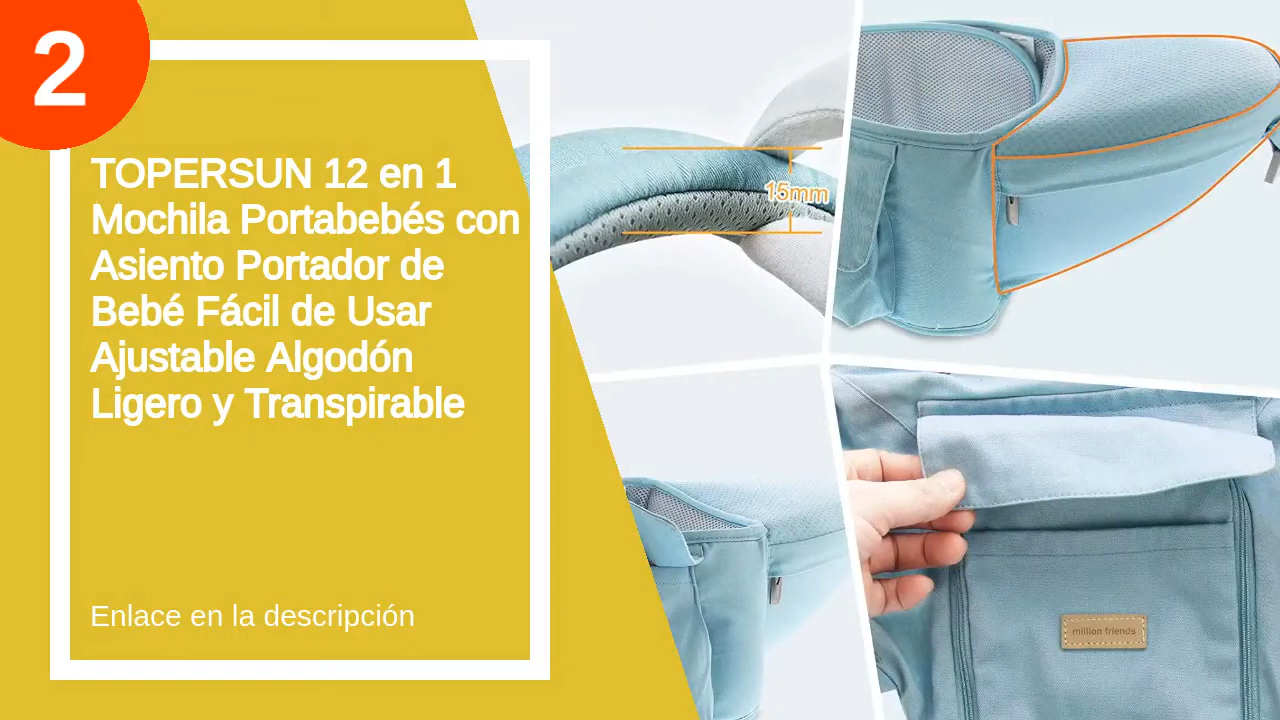 2
TOPERSUN 12 en 1
Mochila Portabebés con
Asiento Portador de
Bebé Fácil de Usar
Ajustable Algodón
Ligero y Transpirable
Enlace en la descripción
15mm
million friends